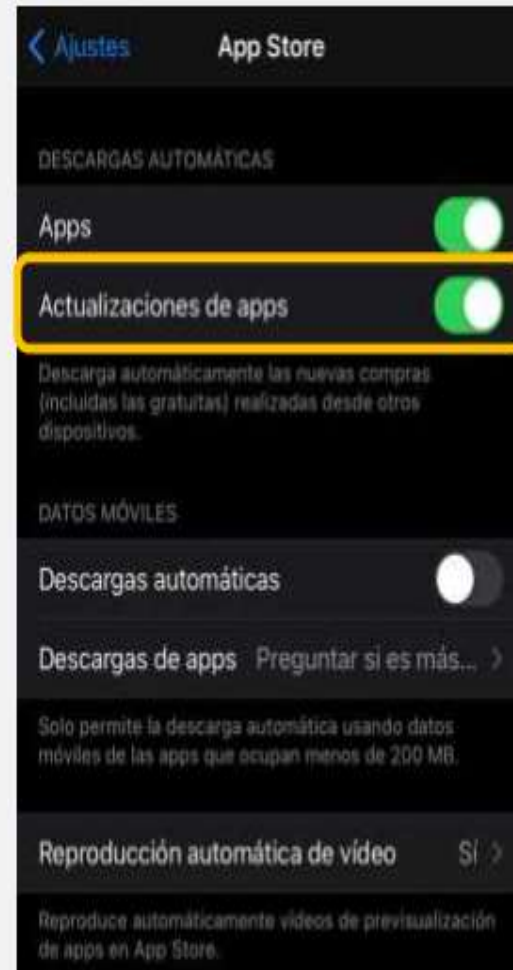 Ajustes
App Store
DESCARGAS AUTOMÁTICAS
Apps
Actualizaciones de apps
Descarga automáticamente las nuevas compras
(incluidas las gratuitas) realizadas desde otros
dispositivos.
DATOS MÓVILES
Descargas automáticas
Descargas de apps Preguntar si es más...
Solo permite la descarga automática usando datos
móviles de las apps que ocupan menos de 200 MB.
Reproducción automática de vídeo Sí
Reproduce automáticamente vídeos de previsualización
de apps en App Store.